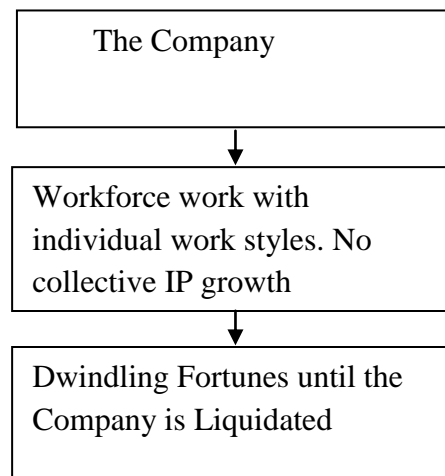 The Company
Workforce work with
individual work styles. No
collective IP growth
Dwindling Fortunes until the
Company is Liquidated